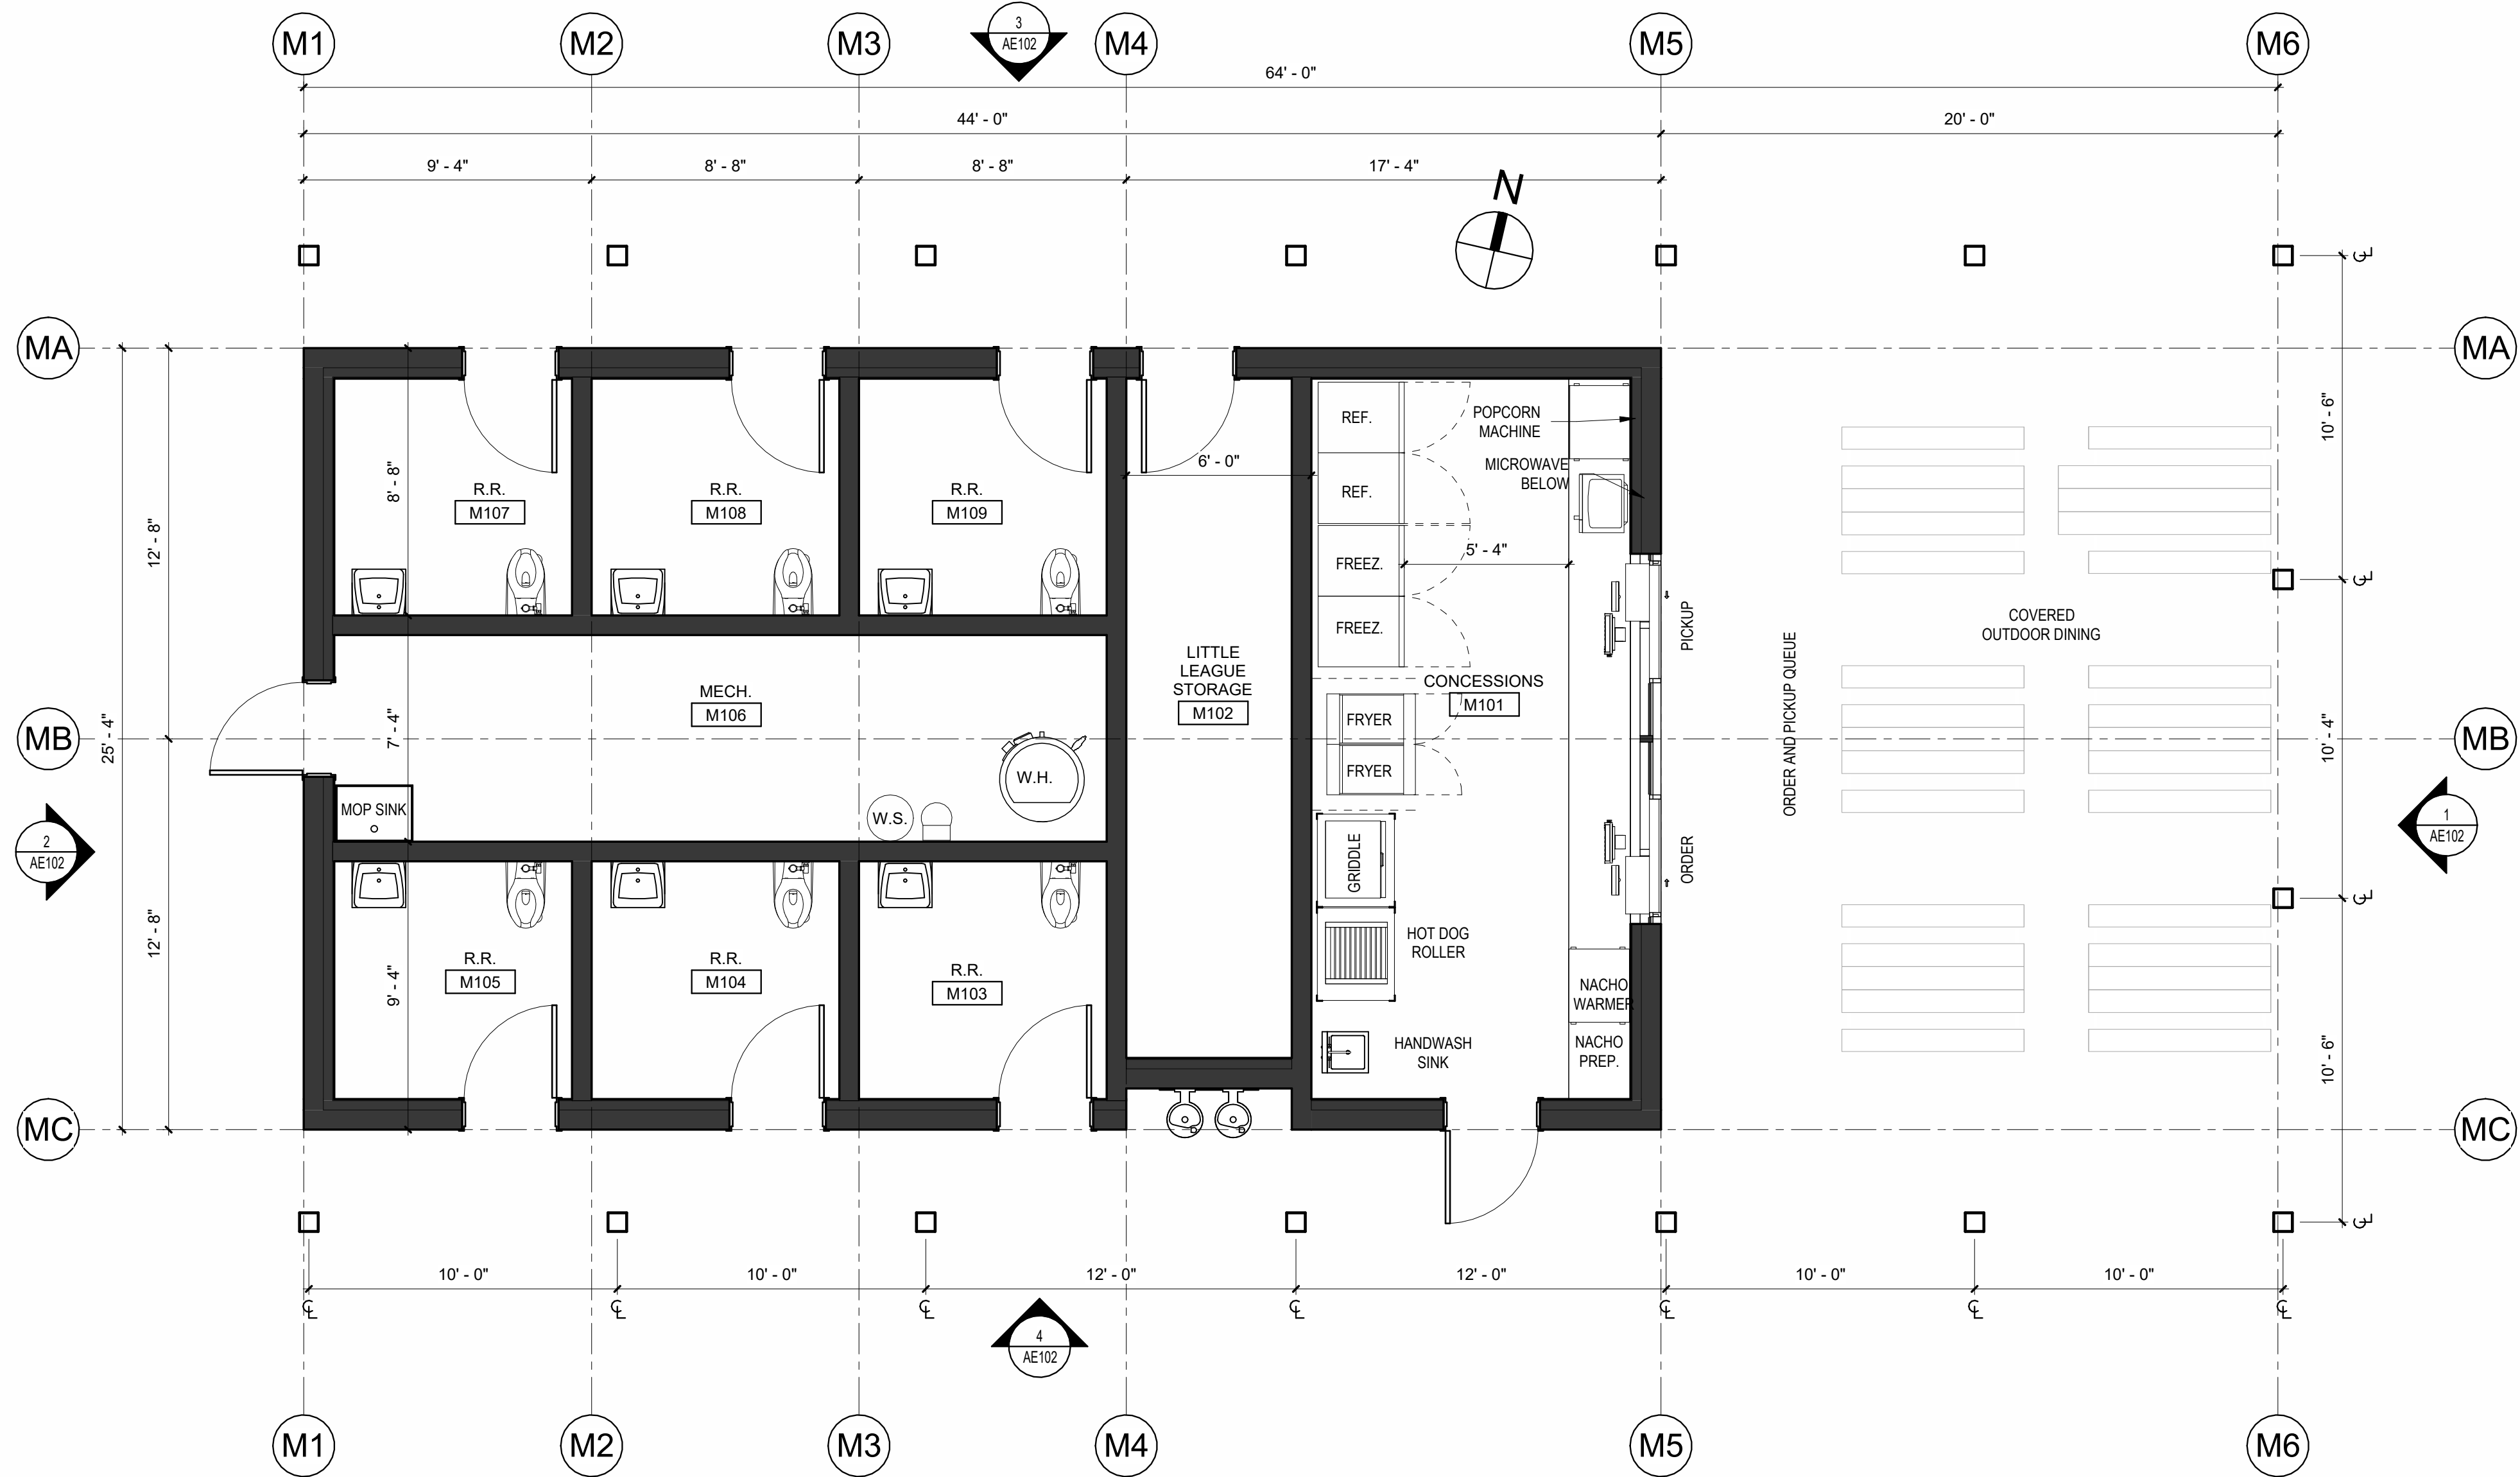 M1
M2
M3
3
AE102
M4
M5
M6
64' - 0"
44' - 0"
20' - 0"
9' - 4"
8' - 8"
8' - 8"
17' - 4"
N
MA
MA
12' - 8"
25' - 4"
12' - 8"
MB
MB
MC
MC
2
AE102
1
AE102
8' - 8"
7' - 4"
9' - 4"
R.R.
M107
R.R.
M108
R.R.
M109
6' - 0"
REF.
REF.
FREEZ.
FREEZ.
POPCORN
MACHINE
MICROWAVE
BELOW
5' - 4"
PICKUP
ORDER
ORDER AND PICKUP QUEUE
COVERED
OUTDOOR DINING
10' - 6"
10' - 4"
10' - 6"
℄
℄
℄
℄
MECH.
M106
LITTLE
LEAGUE
STORAGE
M102
CONCESSIONS
M101
FRYER
FRYER
W.H.
W.S.
MOP SINK
GRIDDLE
HOT DOG
ROLLER
HANDWASH
SINK
NACHO
WARMER
NACHO
PREP.
R.R.
M105
R.R.
M104
R.R.
M103
10' - 0"
10' - 0"
12' - 0"
12' - 0"
10' - 0"
10' - 0"
℄
℄
℄
℄
℄
℄
℄
4
AE102
M1
M2
M3
M4
M5
M6